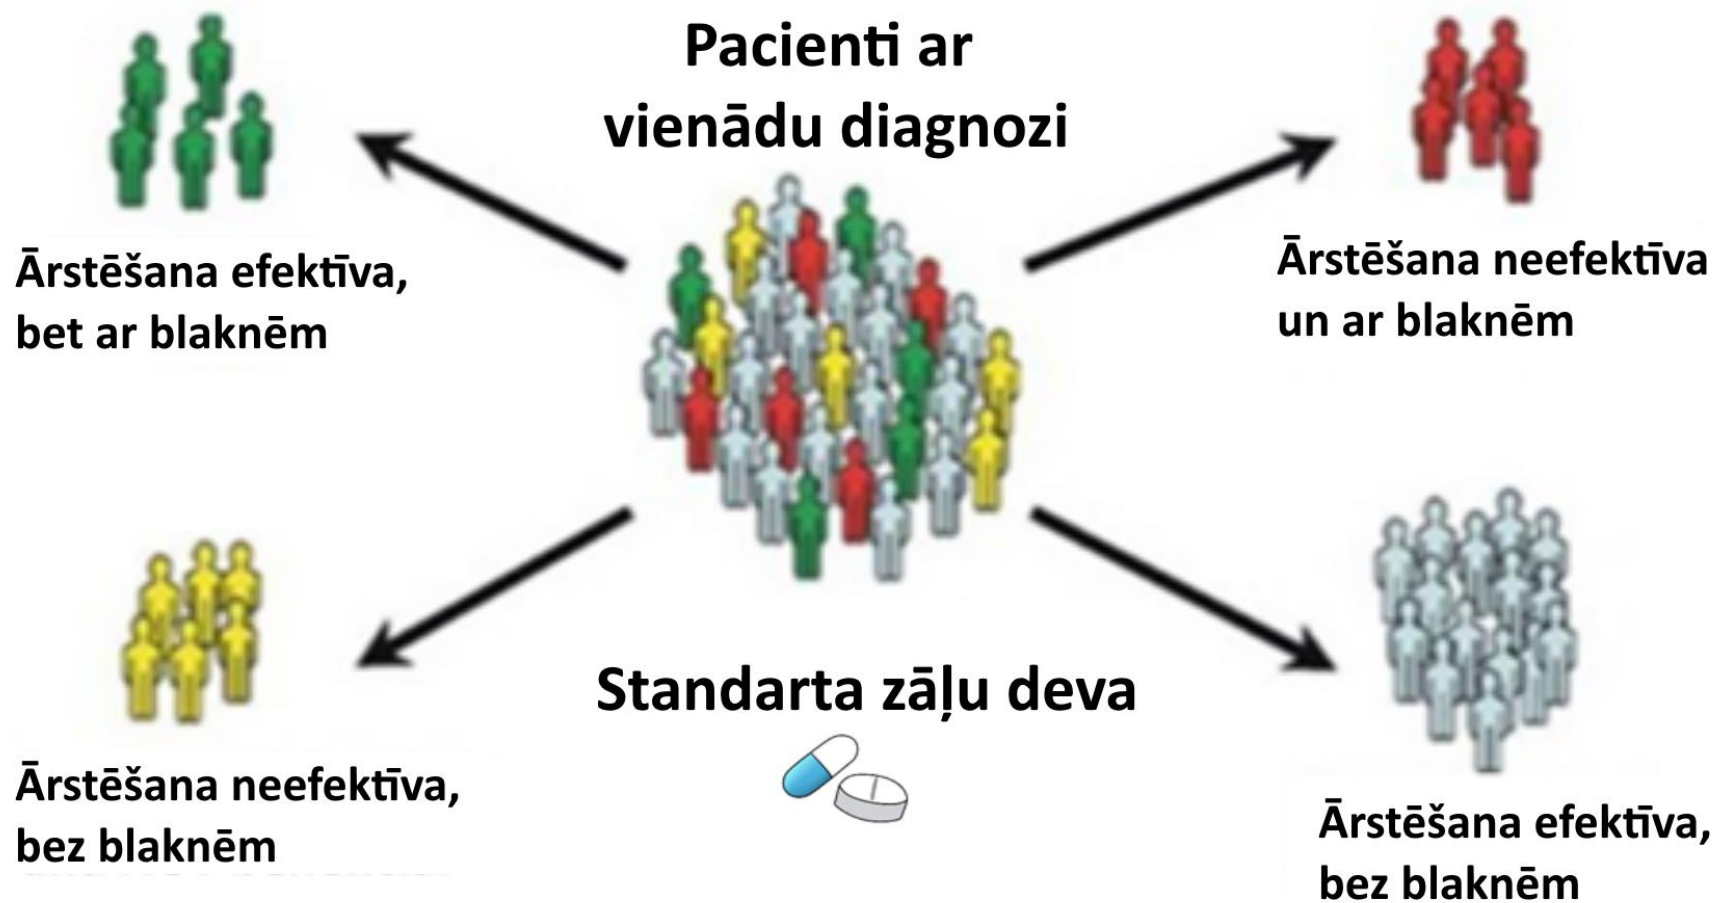 Pacienti ar
vienādu diagnozi
Ārstēšana efektīva,
bet ar blaknēm
Ārstēšana neefektīva
un ar blaknēm
Standarta zāļu deva
Ārstēšana neefektīva,
bez blaknēm
Ārstēšana efektīva,
bez blaknēm